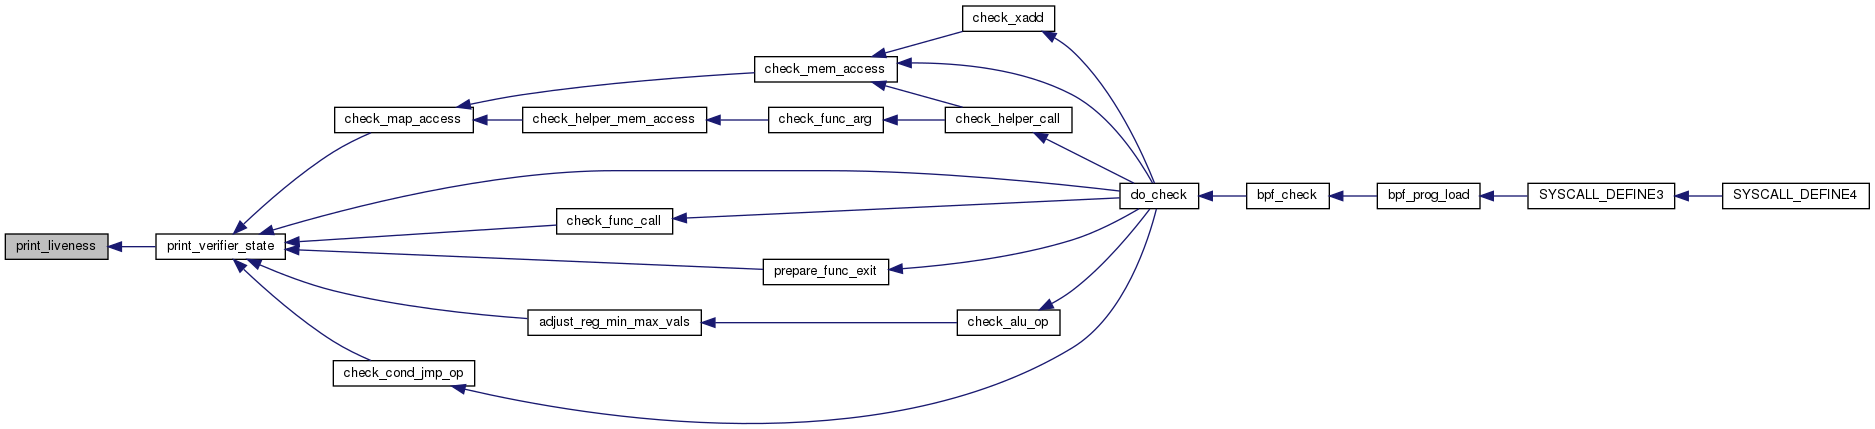 check_xadd
check_mem_access
check_map_access
check_helper_mem_access
check_func_arg
check_helper_call
do_check
bpf_check
bpf_prog_load
SYSCALL_DEFINE3
SYSCALL_DEFINE4
check_func_call
print_liveness
print_verifier_state
prepare_func_exit
adjust_reg_min_max_vals
check_alu_op
check_cond_jmp_op